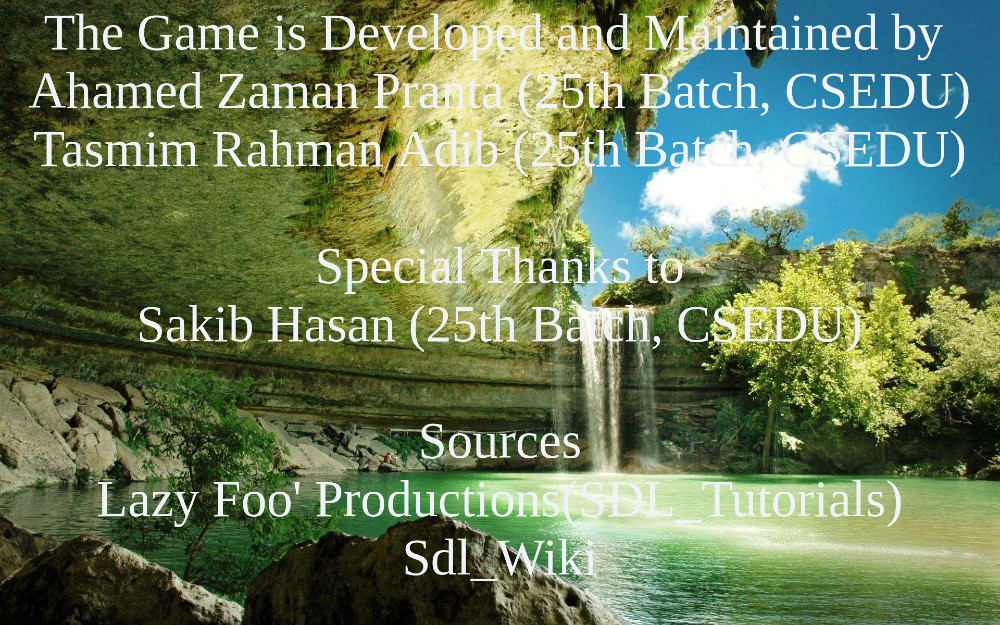 The Game is Developed and Maintained by
Ahamed Zaman Pranta (25th Batch, CSEDU)
Tasmim Rahman Adib (25th Batch, CSEDU)
Special Thanks to
Sakib Hasan (25th Batch, CSEDU)
Sources
Lazy Foo' Productions(SDL_Tutorials)
Sdl_Wiki